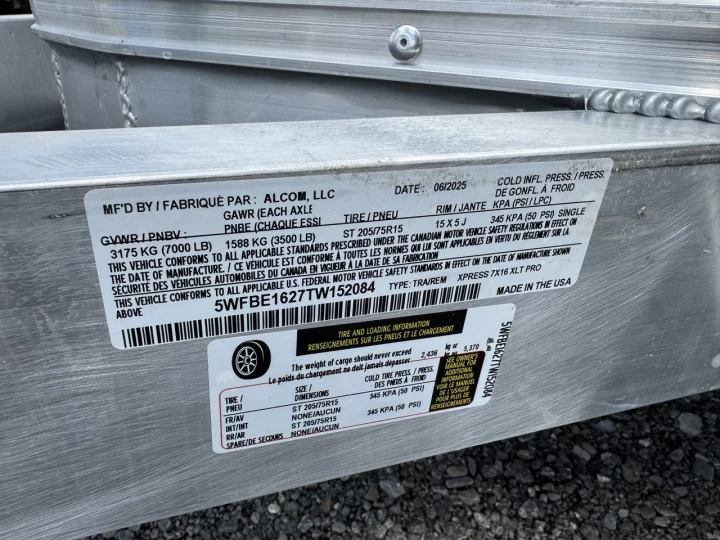 MF'D BY / FABRIQUÉ PAR : ALCOM, LLC DATE : 06/2025 COLD INFL. PRESS. / PRESS. DE GONFL. À FROID
GVWR / PNBV : GAWR (EACH AXLE PNBE (CHAQUE ESSI TIRE / PNEU RIM / JANTE KPA (PSI / LPC)
3175 KG (7000 LB) 1588 KG (3500 LB) ST 205/75R15 15 X 5 J 345 KPA (50 PSI) SINGLE
THIS VEHICLE CONFORMS TO ALL APPLICABLE STANDARDS PRESCRIBED UNDER THE CANADIAN MOTOR VEHICLE SAFETY REGULATIONS IN EFFECT ON
THE DATE OF MANUFACTURE. / CE VÉHICULE EST CONFORME À TOUTES LES NORMES QUI LUI SONT APPLICABLES EN VERTU DU RÈGLEMENT SUR LA
SÉCURITÉ DES VÉHICULES AUTOMOBILES DU CANADA EN VIGUEUR À LA DATE DE SA FABRICATION.
THIS VEHICLE CONFORMS TO ALL APPLICABLE U.S. FEDERAL MOTOR VEHICLE SAFETY STANDARDS IN EFFECT ON THE DATE OF MANUFACTURE SHOWN
ABOVE
5WFBE1627TW152084 TYPE: TRA/REM XPRESS 7X16 XLT PRO
MADE IN USA
TIRE AND LOADING INFORMATION
RENSEIGNEMENTS SUR LES PNEUS ET LE CHARGEMENT
The weight of cargo should never exceed
Le poids du chargement ne doit jamais dépasser 2,436 kg or 5,370
TIRE / PNEU SIZE / DIMENSIONS COLD TIRE PRESS. / PRESS. DES PNEUS À FROID
FR/AV ST 205/75R15 345 KPA (50 PSI)
INT/INT NONE/AUCUN
RR/AR ST 205/75R15 345 KPA (50 PSI)
SPARE/DE SECOURS NONE/AUCUN
SEE OWNER'S
MANUAL FOR
ADDITIONAL
INFORMATION
VOIR LE MANUEL
DE L'USAGER
POUR PLUS DE
RENSEIGNEMENTS
5WFBE1627TW152084